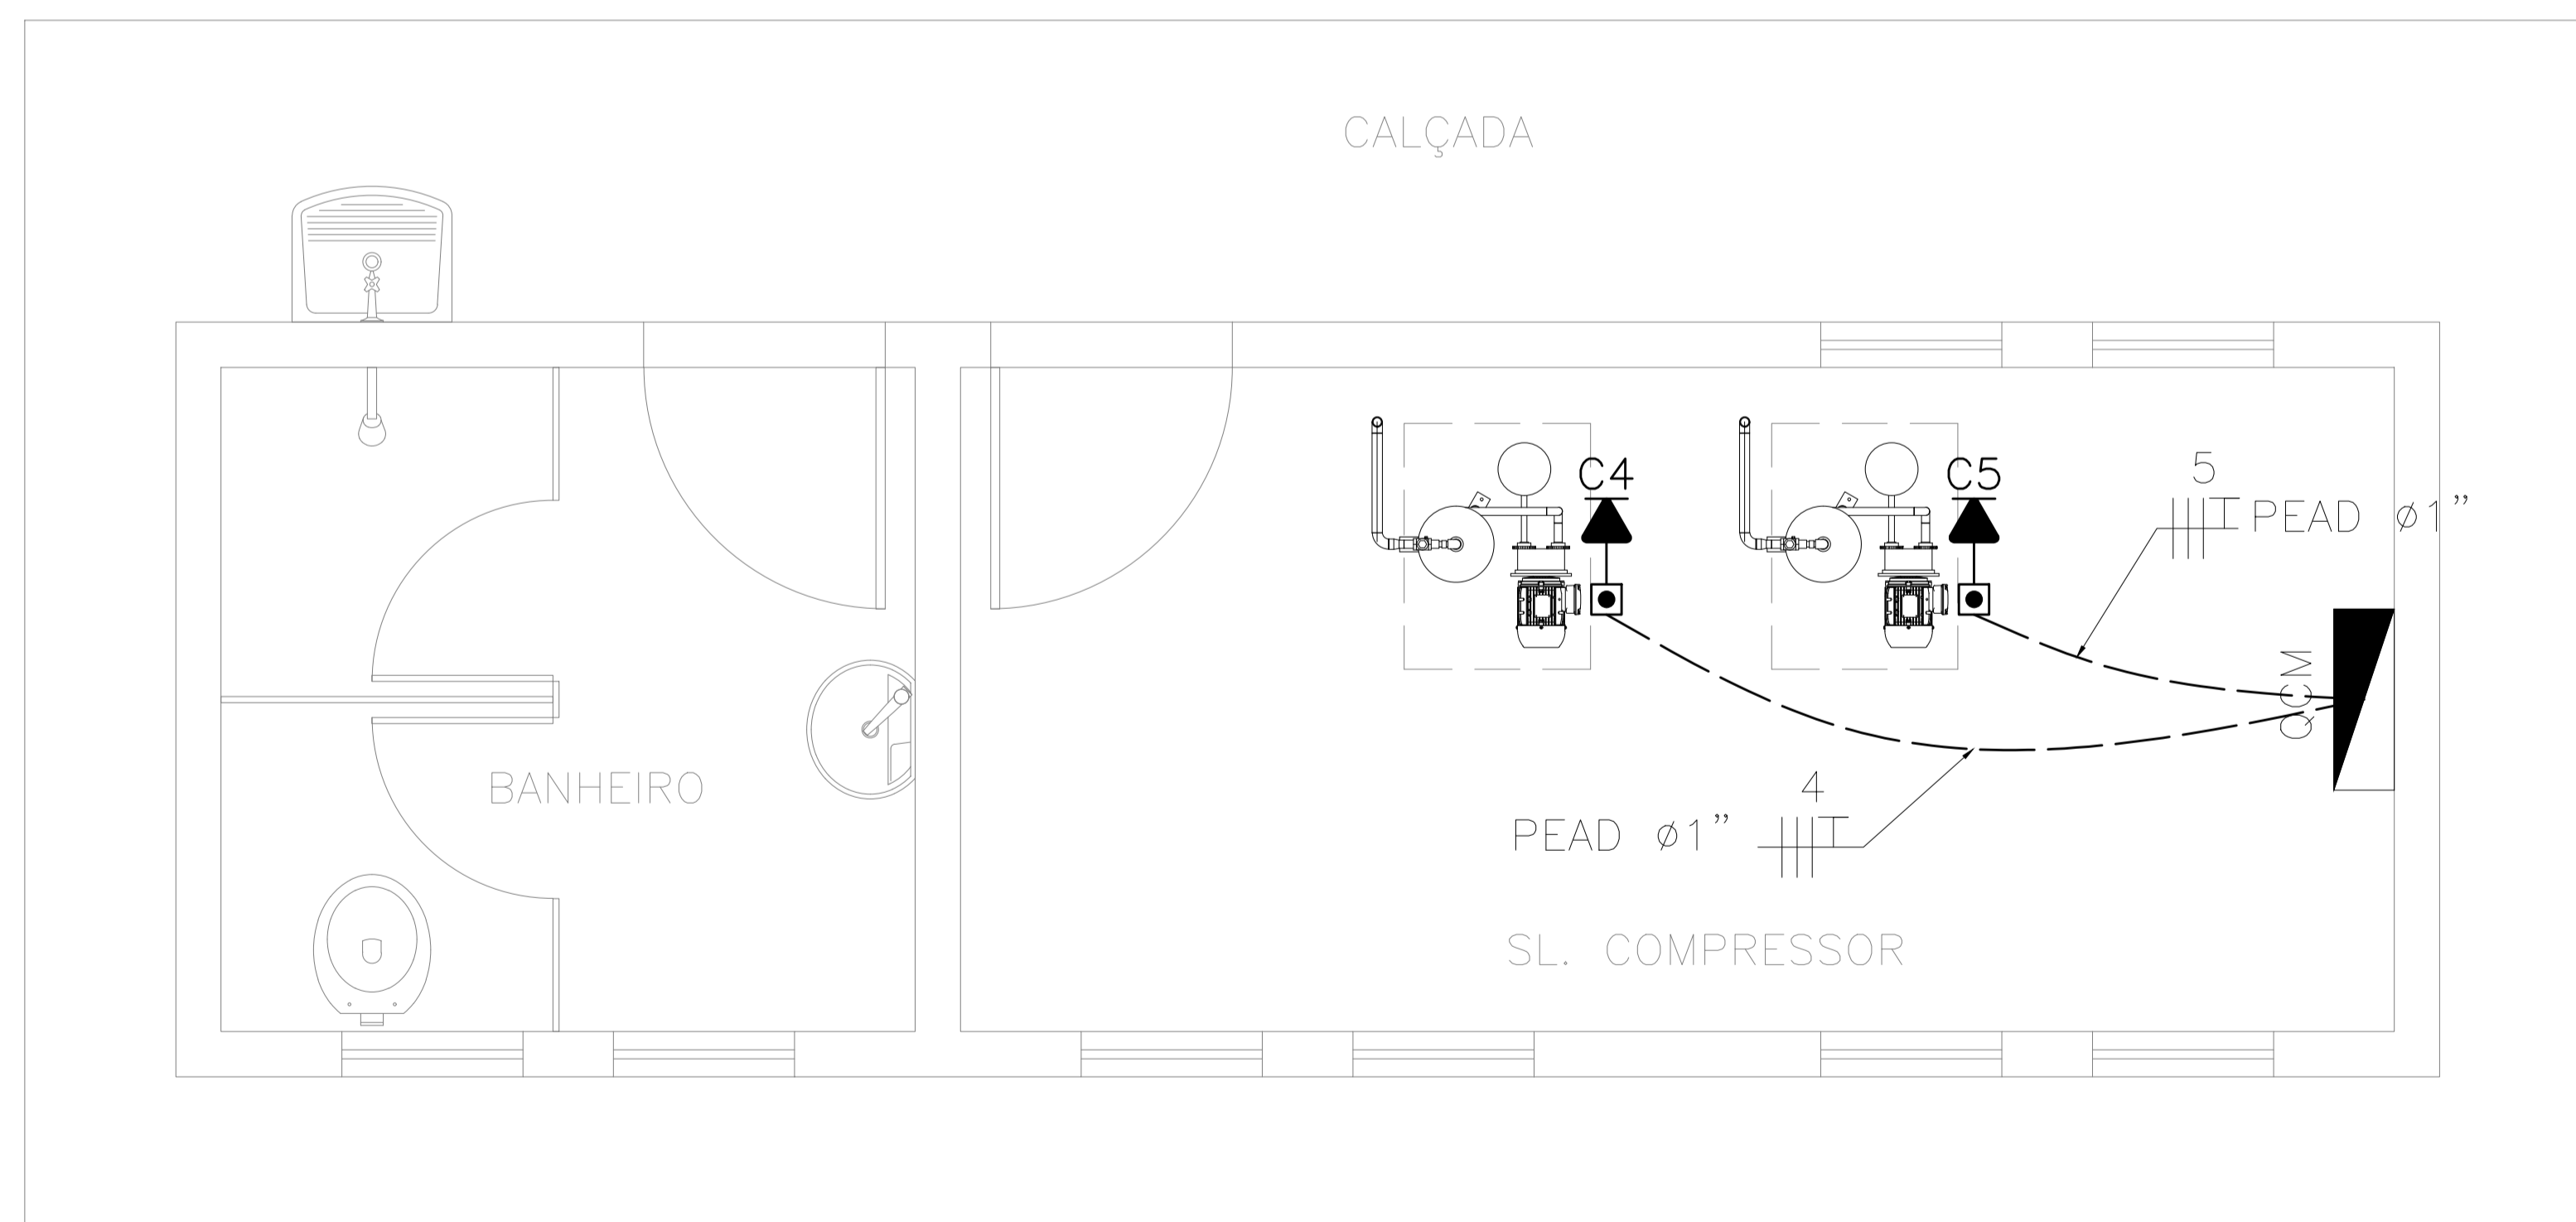 CALÇADA
C4
C5
5
PEAD ø1”
QCM
BANHEIRO
4
PEAD ø1”
SL. COMPRESSOR